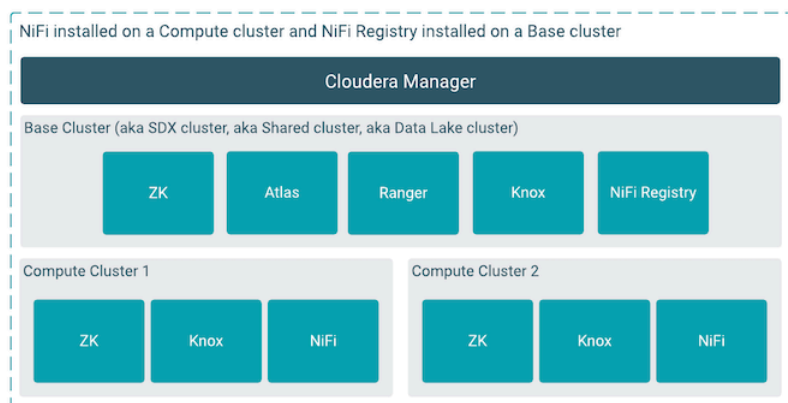 NiFi installed on a Compute cluster and NiFi Registry installed on a Base cluster
Cloudera Manager
Base Cluster (aka SDX cluster, aka Shared cluster, aka Data Lake cluster)
ZK
Atlas
Ranger
Knox
NiFi Registry
Compute Cluster 1
ZK
Knox
NiFi
Compute Cluster 2
ZK
Knox
NiFi